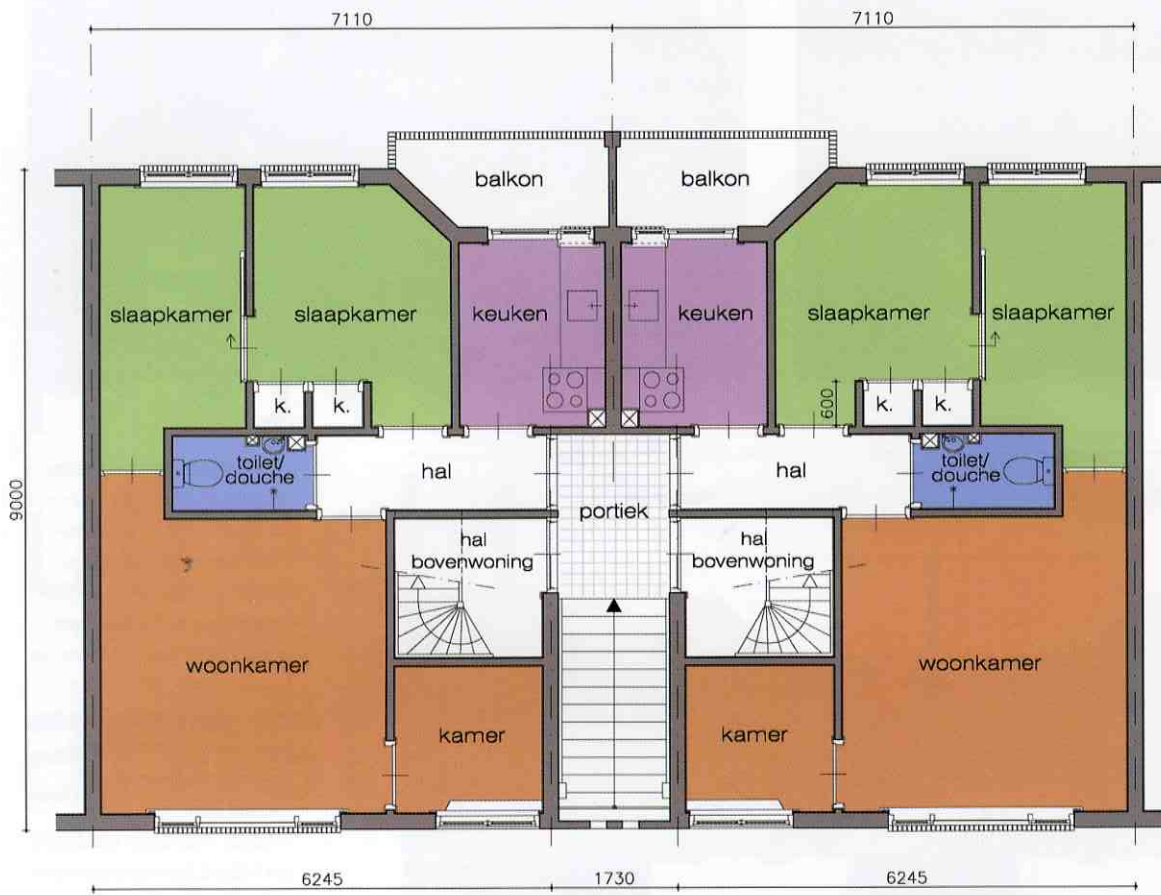 7110 7110
balkon balkon
slaapkamer slaapkamer keuken keuken slaapkamer slaapkamer
600
k. k. k. k.
toilet/
douche
*
hal
portiek
hal
toilet/
douche
*
9000
hal
bovenwoning
hal
bovenwoning
woonkamer woonkamer
kamer kamer
6245 1730 6245